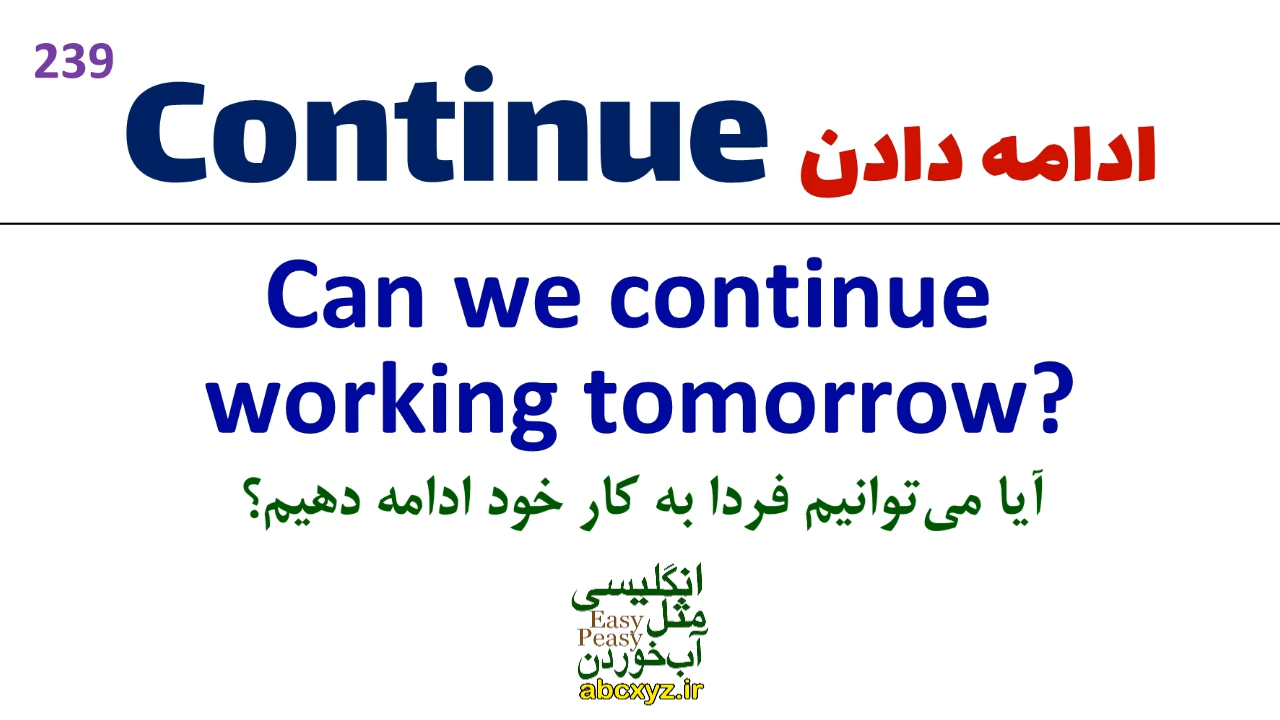 239
Continue ادامه دادن
Can we continue
working tomorrow?
آیا می‌توانیم فردا به کار خود ادامه دهیم؟
انگلیسی
مثل
Easy
Peasy
آب‌خوردن
abcxyz.ir